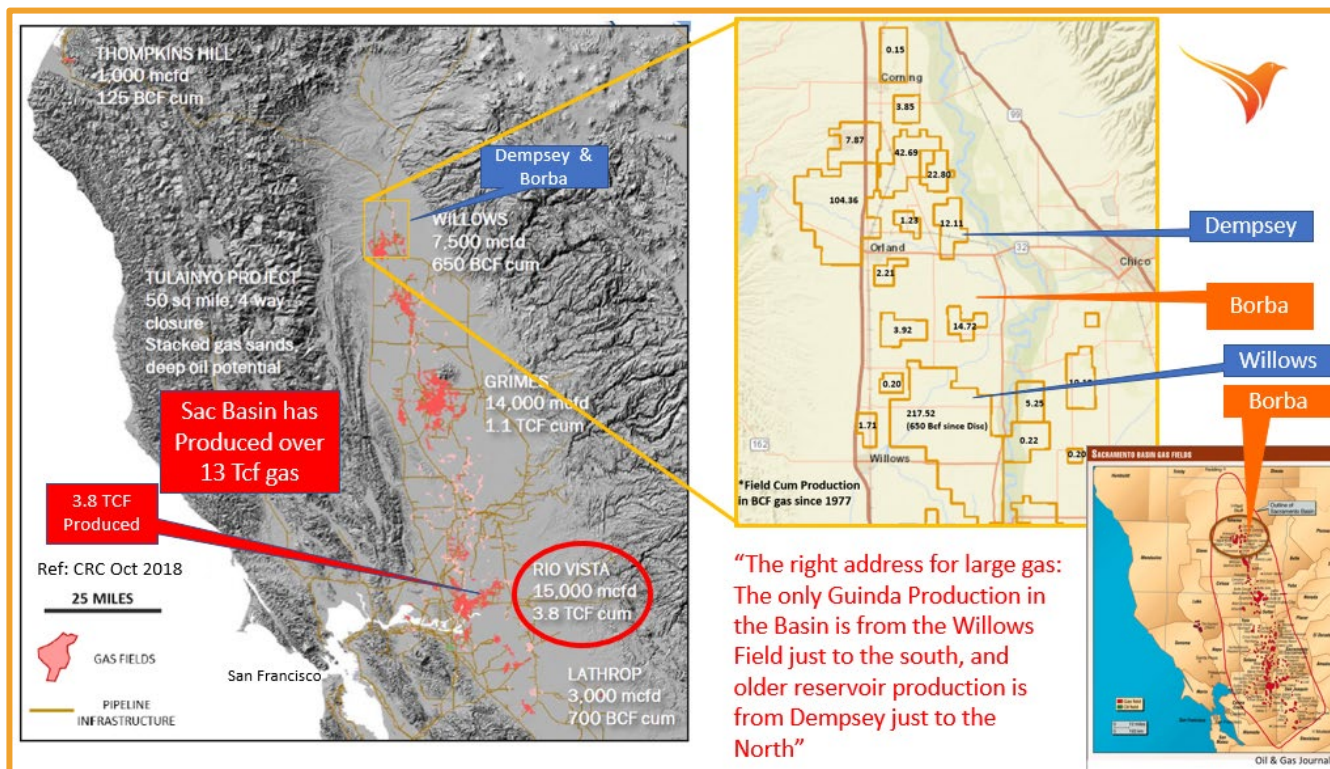 THOMPKINS HILL
1,000 mcfd
125 BCF cum
Dempsey &
Borba
WILLOWS
7,500 mcfd
650 BCF cum
TULAINYO PROJECT
50 sq mile, 4 way
closure
Stacked gas sands,
deep oil potential
Sac Basin has
Produced over
13 Tcf gas
GRIMES
14,000 mcfd
1.1 TCF cum
3.8 TCF
Produced
Ref: CRC Oct 2018
25 MILES
GAS FIELDS
San Francisco
PIPELINE
INFRASTRUCTURE
RIO VISTA
15,000 mcfd
3.8 TCF cum
LATHROP
3,000 mcfd
700 BCF cum
0.15
Corning
3.85
99
7.87
42.69
22.80
104.36
1.23
12.11
Orland
32
Chico
2.21
3.92
14.72
0.20
217.52
(650 Bcf since Disc)
5.25
1.71
0.22
162
Willows
0.20
*Field Cum Production
in BCF gas since 1977
Dempsey
Borba
Willows
Borba
"The right address for large gas:
The only Guinda Production in
the Basin is from the Willows
Field just to the south, and
older reservoir production is
from Dempsey just to the
North"
SACRAMENTO BASIN GAS FIELDS
Outline of
Sacramento Basin
Oil & Gas Journal